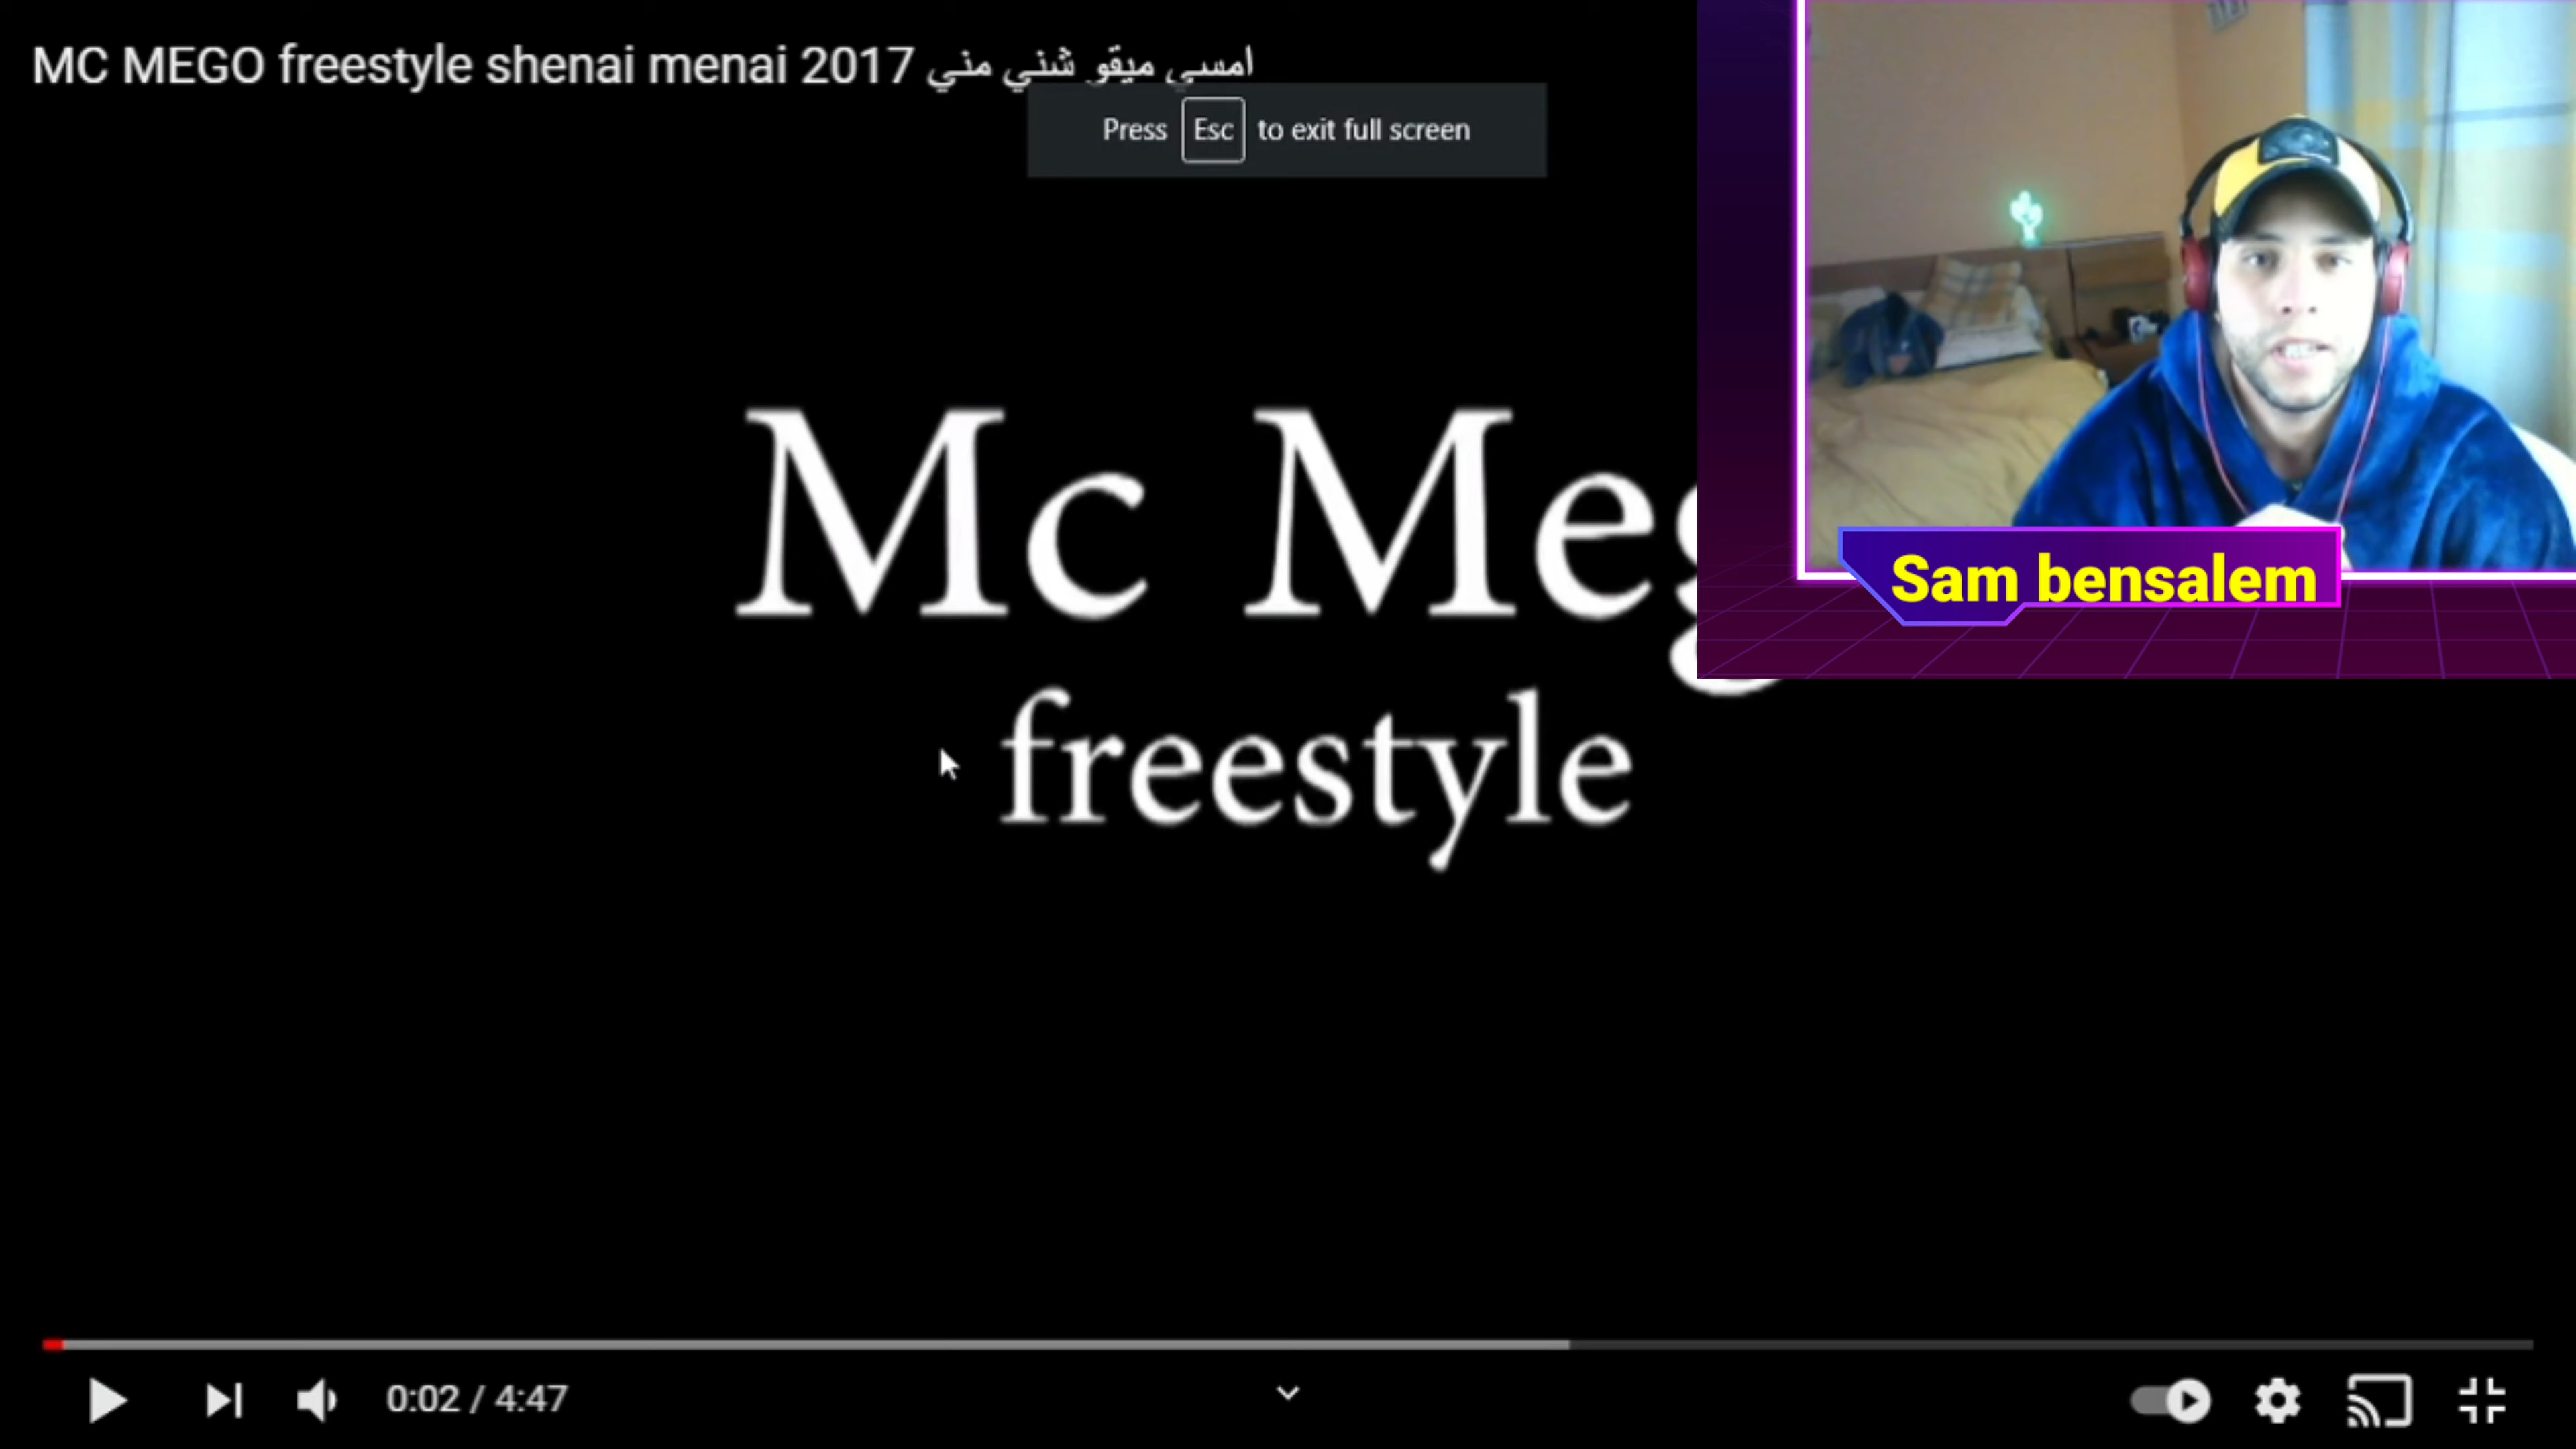 MC MEGO freestyle shenai menai 2017 امسي ميقو شني مني
Press Esc to exit full screen
Mc Meg
freestyle
Sam bensalem
0:02 / 4:47